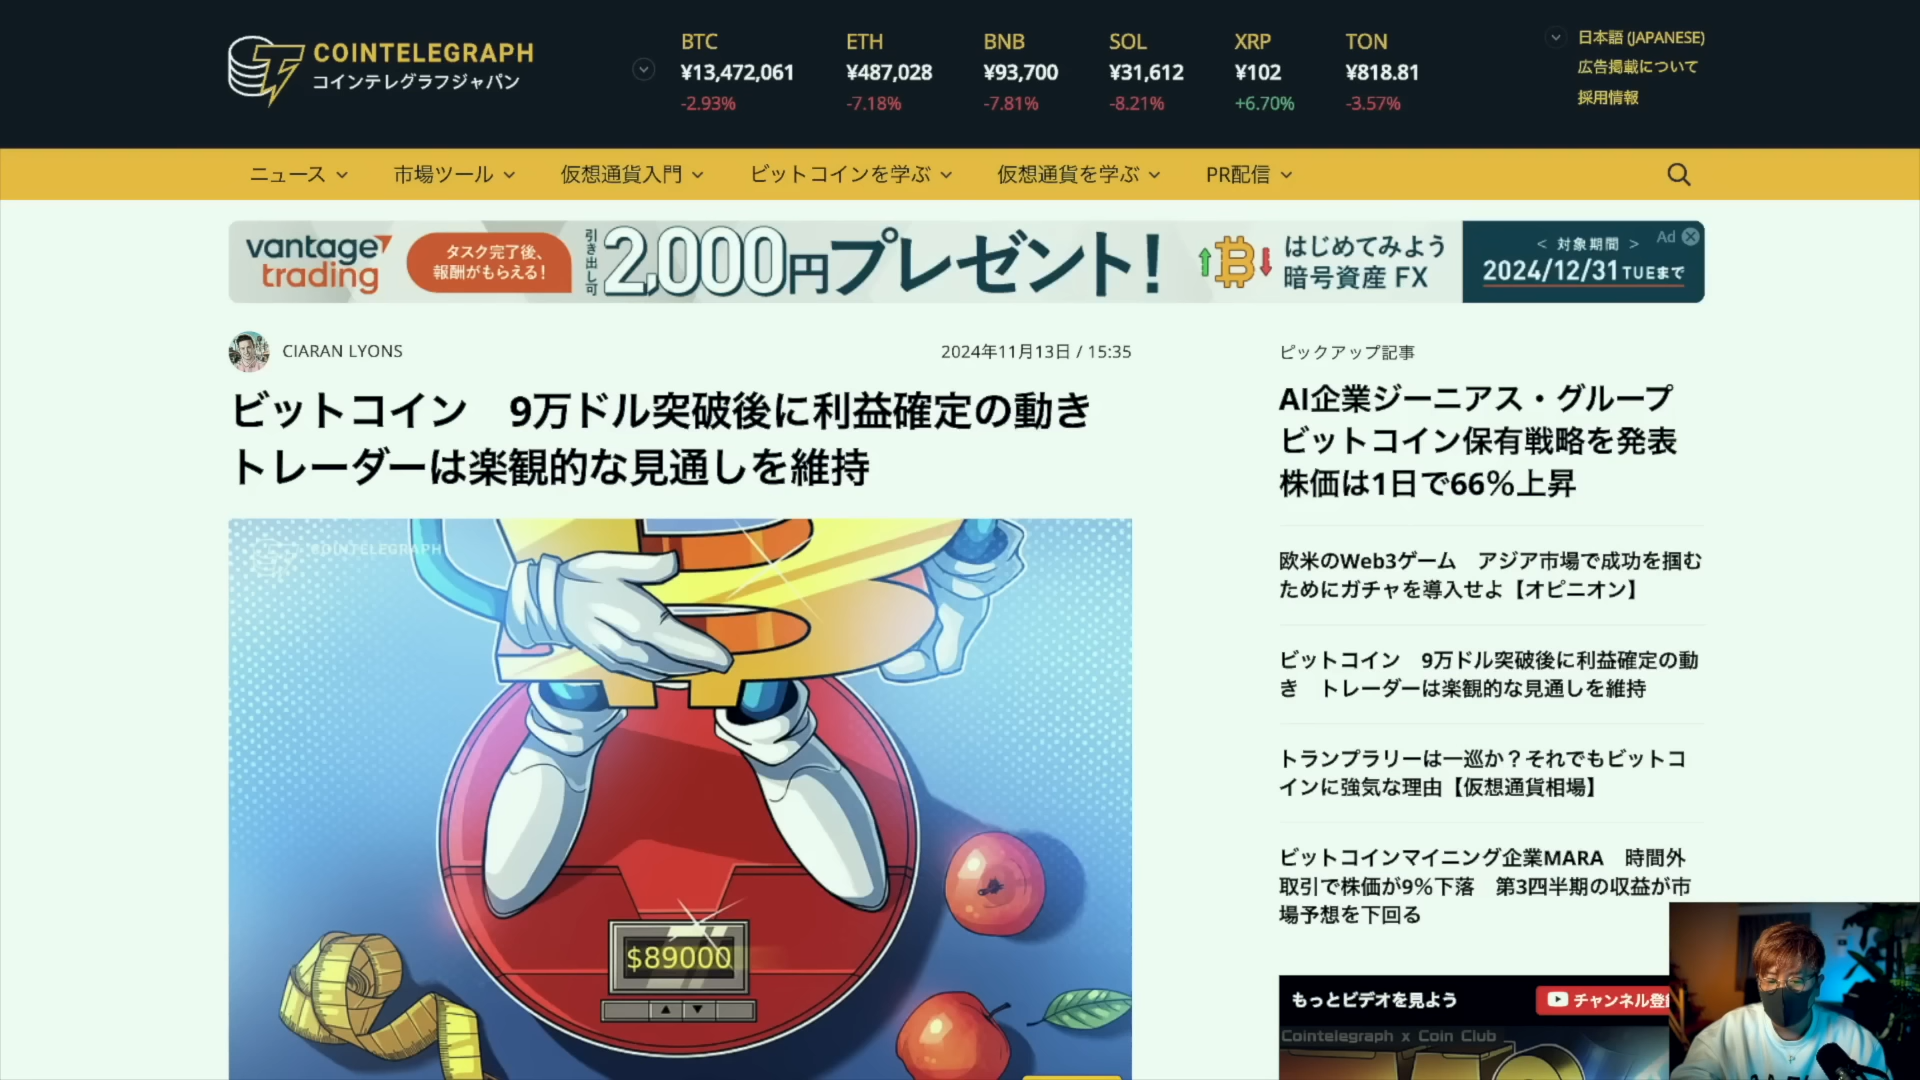 COINTELEGRAPH
コインテレグラフジャパン
BTC
¥13,472,061
-2.93%
ETH
¥487,028
-7.18%
BNB
¥93,700
-7.81%
SOL
¥31,612
-8.21%
XRP
¥102
+6.70%
TON
¥818.81
-3.57%
日本語 (JAPANESE)
広告掲載について
採用情報
ニュース
市場ツール
仮想通貨入門
ビットコインを学ぶ
仮想通貨を学ぶ
PR配信
vantage
trading
タスク完了後、
報酬がもらえる！
引き出し可
2,000円プレゼント！
はじめてみよう
暗号資産 FX
< 対象期間 >
2024/12/31 TUEまで
Ad
CIARAN LYONS
2024年11月13日 / 15:35
ビットコイン　9万ドル突破後に利益確定の動き
トレーダーは楽観的な見通しを維持
COINTELEGRAPH
$89000
ピックアップ記事
AI企業ジーニアス・グループ
ビットコイン保有戦略を発表
株価は1日で66％上昇
欧米のWeb3ゲーム　アジア市場で成功を掴む
ためにガチャを導入せよ【オピニオン】
ビットコイン　9万ドル突破後に利益確定の動
き　トレーダーは楽観的な見通しを維持
トランプラリーは一巡か？それでもビットコ
インに強気な理由【仮想通貨相場】
ビットコインマイニング企業MARA　時間外
取引で株価が9%下落　第3四半期の収益が市
場予想を下回る
もっとビデオを見よう
チャンネル登録
Cointelegraph x Coin Club